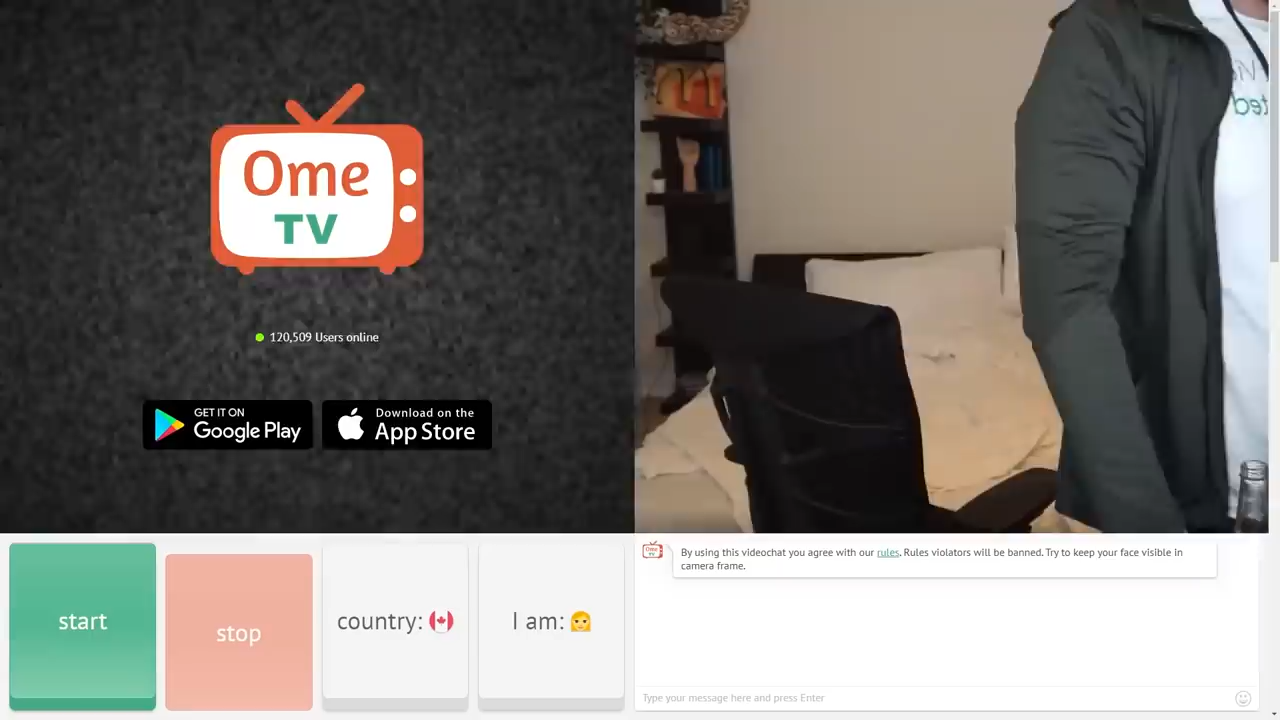 Ome
TV
120,509 Users online
GET IT ON
Google Play
Download on the
App Store
start
stop
country:
I am:
By using this videochat you agree with our rules. Rules violators will be banned. Try to keep your face visible in
camera frame.
Type your message here and press Enter